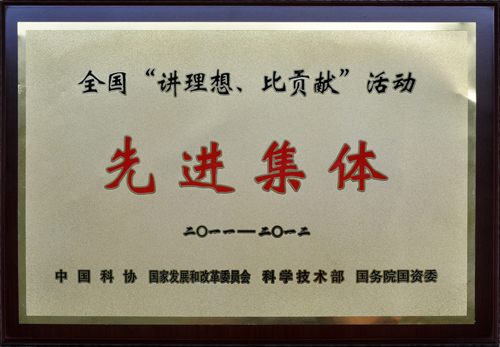 全国“讲理想、比贡献”活动
先进集体
二〇一一—二〇一二
中国科协 国家发展和改革委员会 科学技术部 国务院国资委